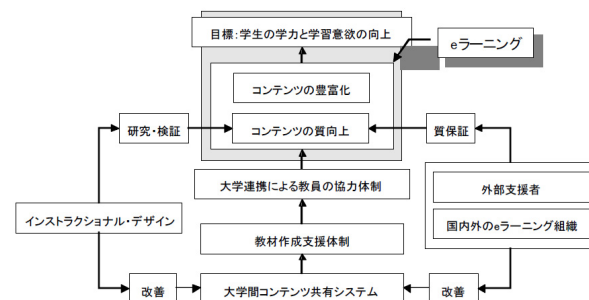 目標:学生の学力と学習意欲の向上
eラーニング
コンテンツの豊富化
研究・検証
コンテンツの質向上
質保証
大学連携による教員の協力体制
外部支援者
インストラクショナル・デザイン
国内外のeラーニング組織
教材作成支援体制
改善
大学間コンテンツ共有システム
改善